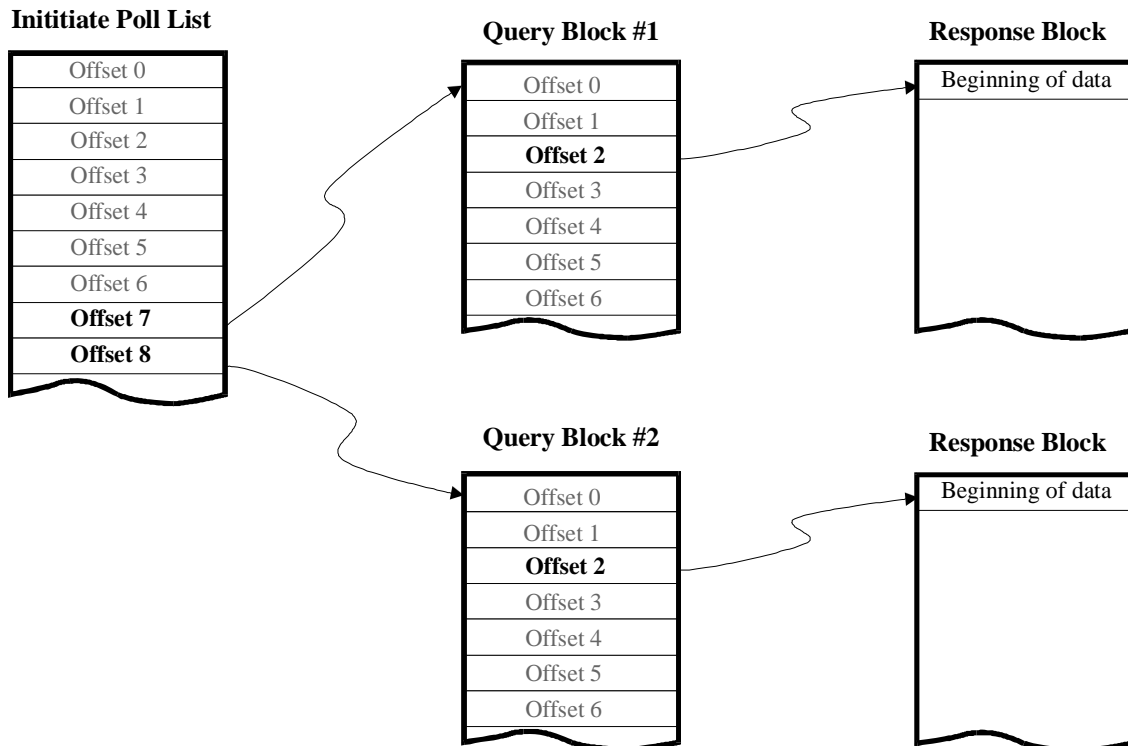 Inititiate Poll List
Offset 0
Offset 1
Offset 2
Offset 3
Offset 4
Offset 5
Offset 6
Offset 7
Offset 8
Query Block #1
Offset 0
Offset 1
Offset 2
Offset 3
Offset 4
Offset 5
Offset 6
Response Block
Beginning of data
Query Block #2
Offset 0
Offset 1
Offset 2
Offset 3
Offset 4
Offset 5
Offset 6
Response Block
Beginning of data